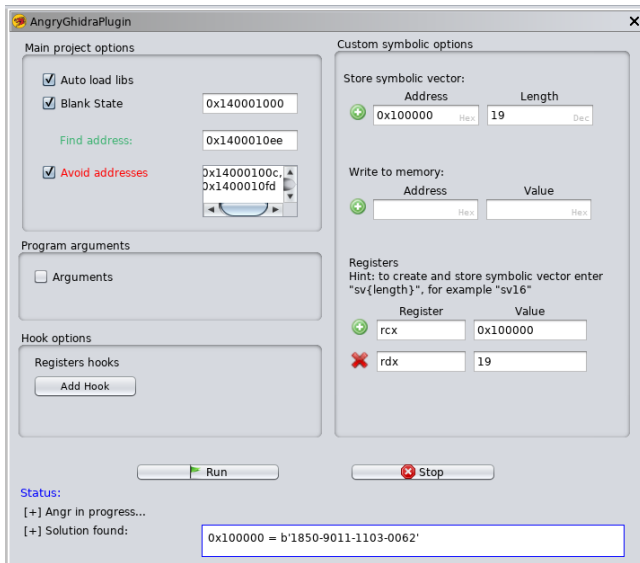 AngryGhidraPlugin
Main project options
Auto load libs
Blank State 0x140001000
Find address: 0x1400010ee
Avoid addresses 0x14000100c,
0x1400010fd
Program arguments
Arguments
Hook options
Registers hooks
Add Hook
Custom symbolic options
Store symbolic vector:
Address Length
0x100000 Hex 19 Dec
Write to memory:
Address Value
Hex Hex
Registers
Hint: to create and store symbolic vector enter
"sv{length}", for example "sv16"
Register Value
rcx 0x100000
rdx 19
Run Stop
Status:
[+] Angr in progress...
[+] Solution found: 0x100000 = b'1850-9011-1103-0062'